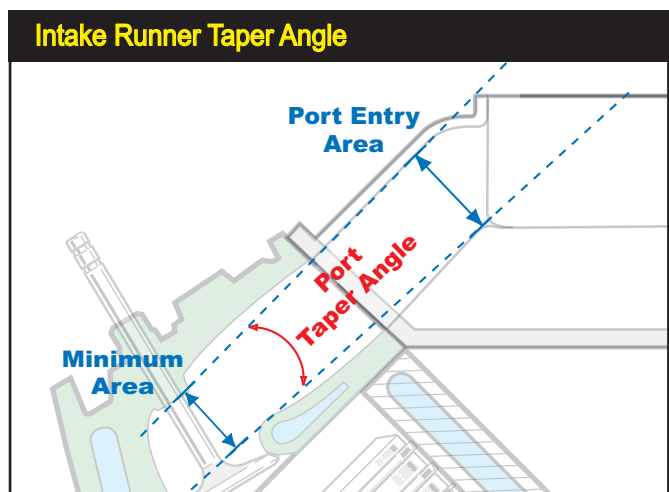 Intake Runner Taper Angle
Port Entry
Area
Port
Taper Angle
Minimum
Area